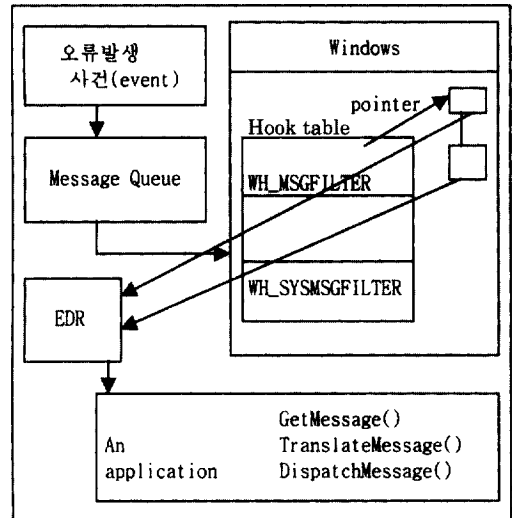 오류발생
사건(event)
Windows
pointer
Hook table
Message Queue
WH_MSGFILTER
WH_SYSMSGFILTER
EDR
GetMessage()
An TranslateMessage()
application DispatchMessage()